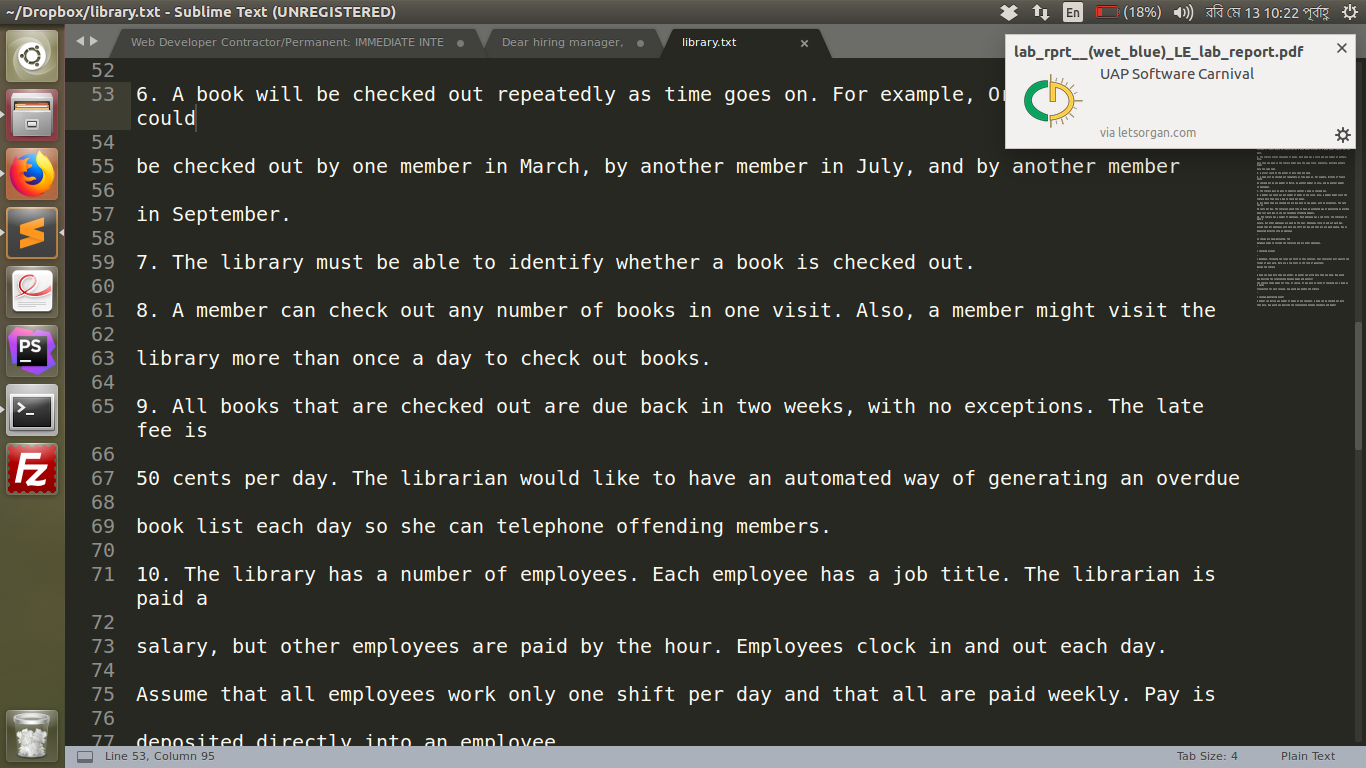 ~/Dropbox/library.txt - Sublime Text (UNREGISTERED)
En (18%) রবি মে 13 10:22 পূর্বাহ্ণ
Web Developer Contractor/Permanent: IMMEDIATE INTE
Dear hiring manager,
library.txt
lab_rprt__(wet_blue)_LE_lab_report.pdf
UAP Software Carnival
via letsorgan.com
52
53 6. A book will be checked out repeatedly as time goes on. For example,
could
54
55 be checked out by one member in March, by another member in July, and by another member
56
57 in September.
58
59 7. The library must be able to identify whether a book is checked out.
60
61 8. A member can check out any number of books in one visit. Also, a member might visit the
62
63 library more than once a day to check out books.
64
65 9. All books that are checked out are due back in two weeks, with no exceptions. The late
fee is
66
67 50 cents per day. The librarian would like to have an automated way of generating an overdue
68
69 book list each day so she can telephone offending members.
70
71 10. The library has a number of employees. Each employee has a job title. The librarian is
paid a
72
73 salary, but other employees are paid by the hour. Employees clock in and out each day.
74
75 Assume that all employees work only one shift per day and that all are paid weekly. Pay is
76
77 deposited directly into an employee
PS
>_
Fz
Line 53, Column 95
Tab Size: 4
Plain Text